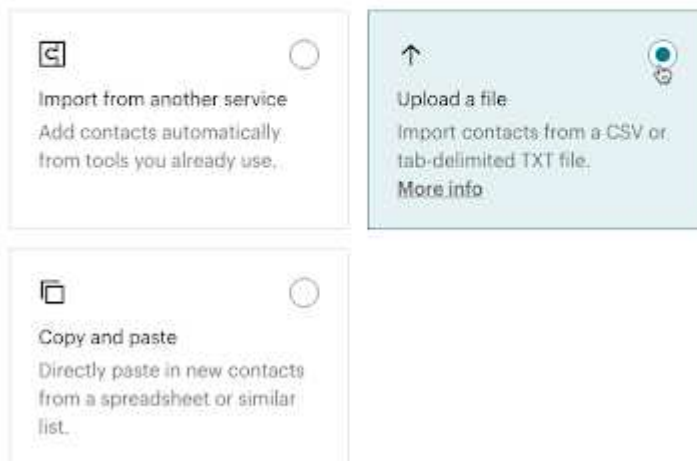 Import from another service
Add contacts automatically
from tools you already use.
Upload a file
Import contacts from a CSV or
tab-delimited TXT file.
More info
Copy and paste
Directly paste in new contacts
from a spreadsheet or similar
list.